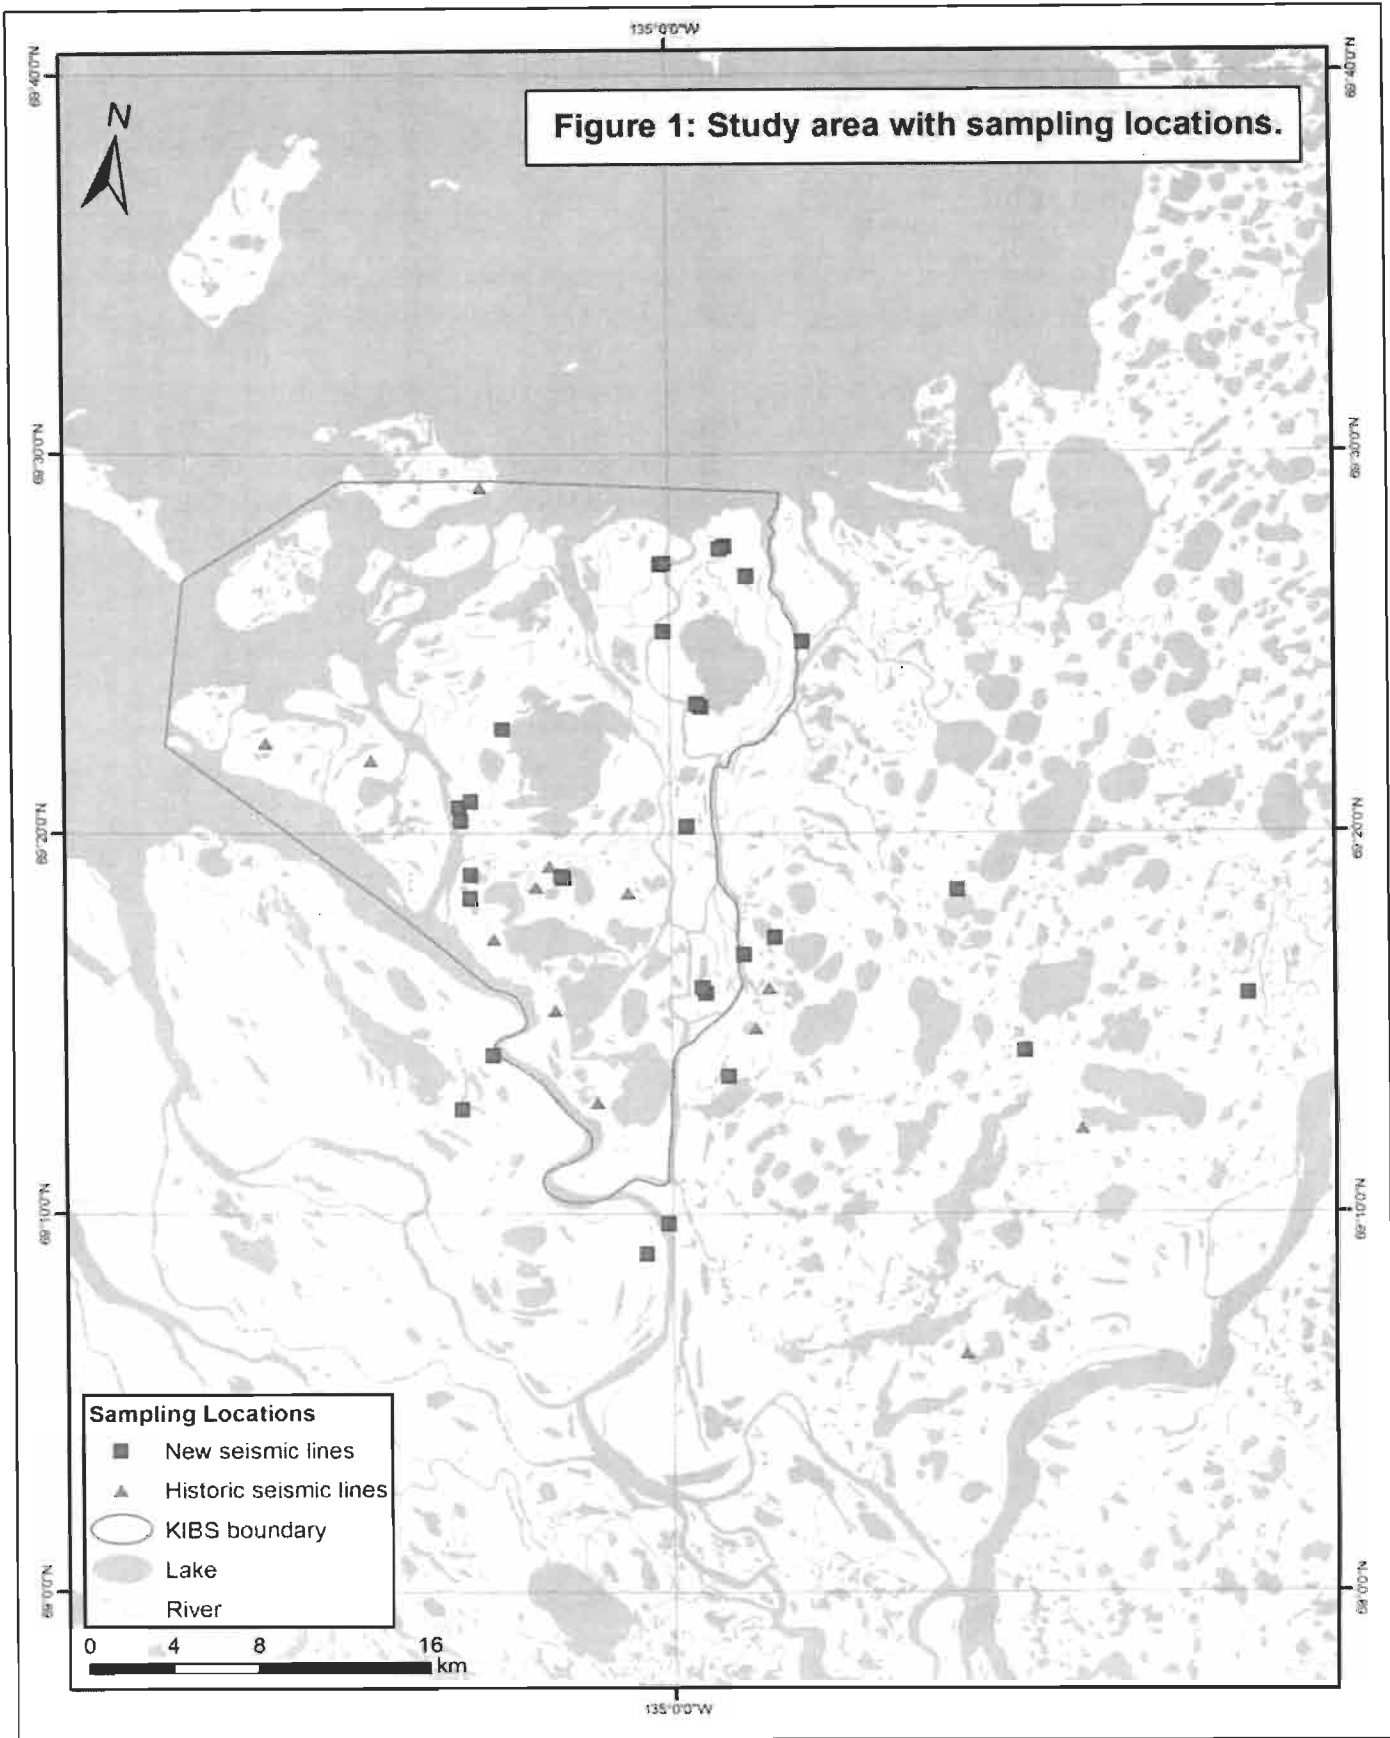 135°0'0"W
69°40'0"N
69°40'0"N
N
Figure 1: Study area with sampling locations.
69°30'0"N
69°30'0"N
69°20'0"N
69°20'0"N
69°10'0"N
69°10'0"N
Sampling Locations
New seismic lines
Historic seismic lines
KIBS boundary
Lake
River
69°0'0"N
69°0'0"N
0 4 8 16
km
135°0'0"W